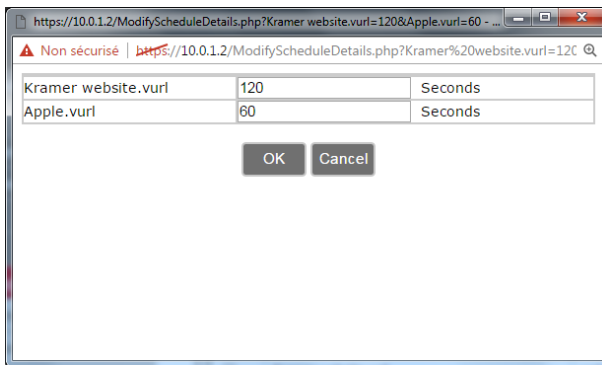 https://10.0.1.2/ModifyScheduleDetails.php?Kramer website.vurl=120&Apple.vurl=60 - ...
Non sécurisé | https://10.0.1.2/ModifyScheduleDetails.php?Kramer%20website.vurl=120
Kramer website.vurl 120 Seconds
Apple.vurl 60 Seconds
OK Cancel